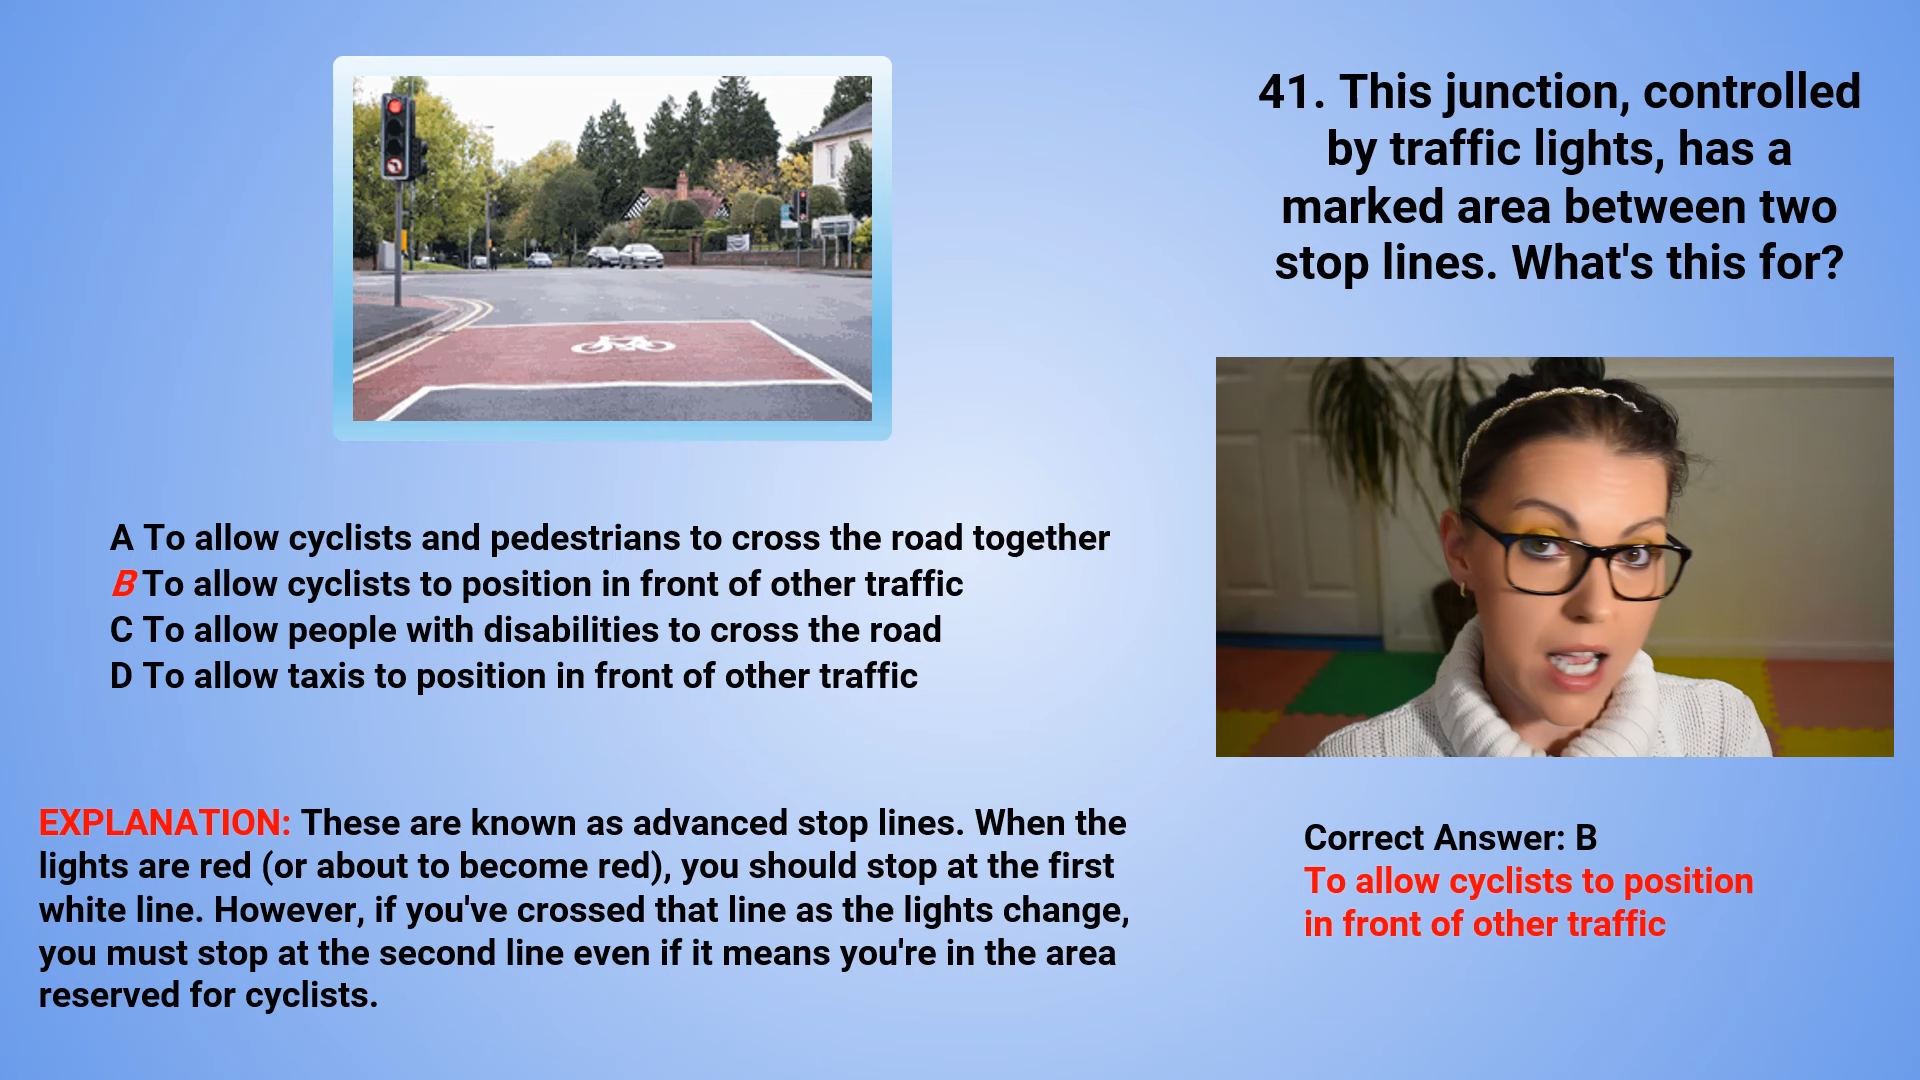 41. This junction, controlled
by traffic lights, has a
marked area between two
stop lines. What's this for?
A To allow cyclists and pedestrians to cross the road together
B To allow cyclists to position in front of other traffic
C To allow people with disabilities to cross the road
D To allow taxis to position in front of other traffic
EXPLANATION: These are known as advanced stop lines. When the
lights are red (or about to become red), you should stop at the first
white line. However, if you've crossed that line as the lights change,
you must stop at the second line even if it means you're in the area
reserved for cyclists.
Correct Answer: B
To allow cyclists to position
in front of other traffic